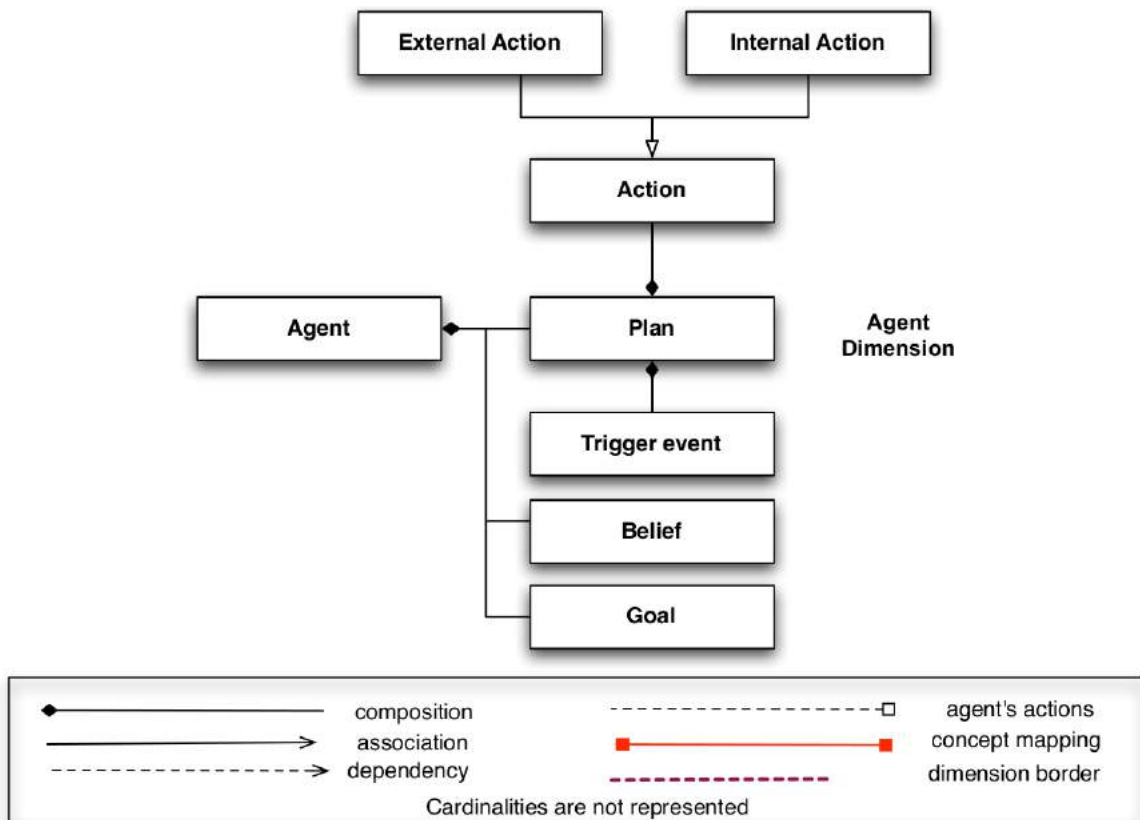 External Action
Internal Action
Action
Agent
Plan
Agent
Dimension
Trigger event
Belief
Goal
composition
association
dependency
agent's actions
concept mapping
dimension border
Cardinalities are not represented